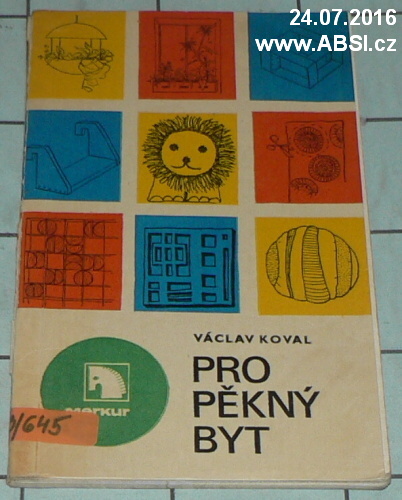 24.07.2016
www.ABSI.cz
VÁCLAV KOVAL
PRO
PĚKNÝ
BYT
merkur
/645